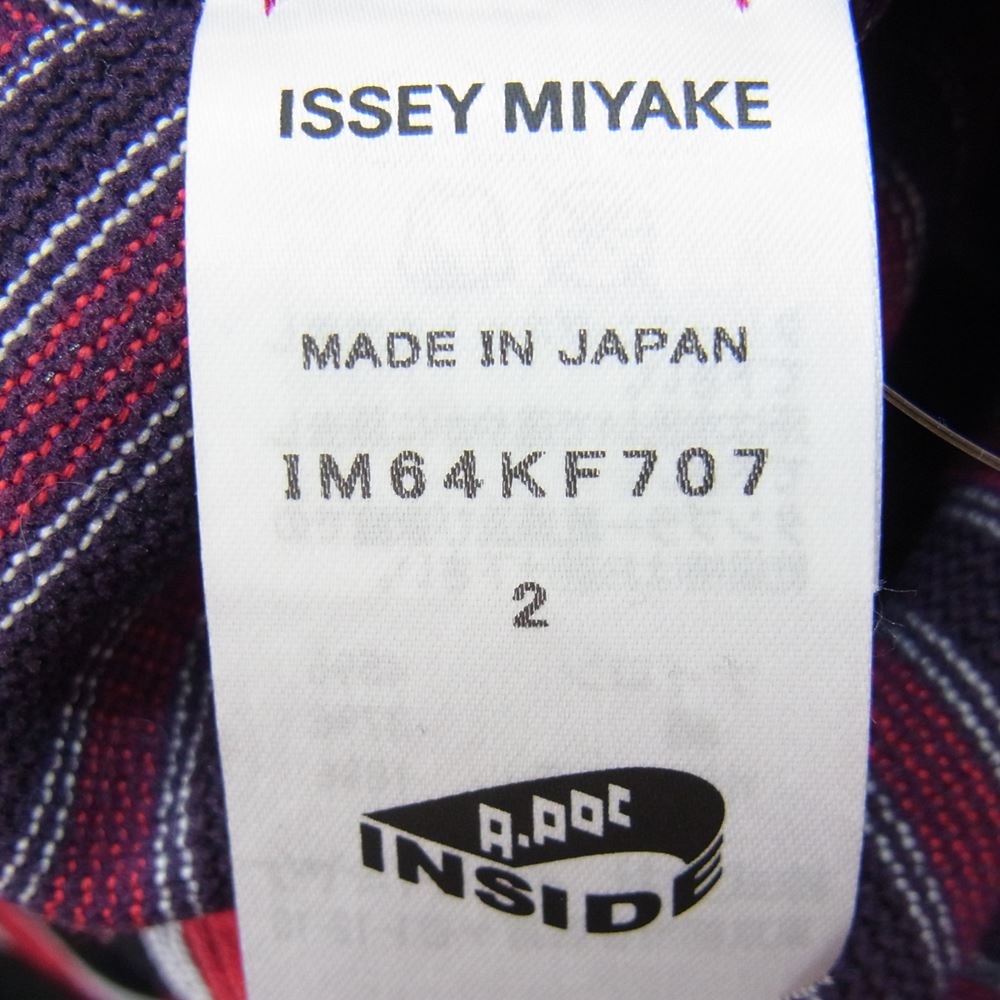 ISSEY MIYAKE
MADE IN JAPAN
IM64KF707
2
A.POC
INSIDE